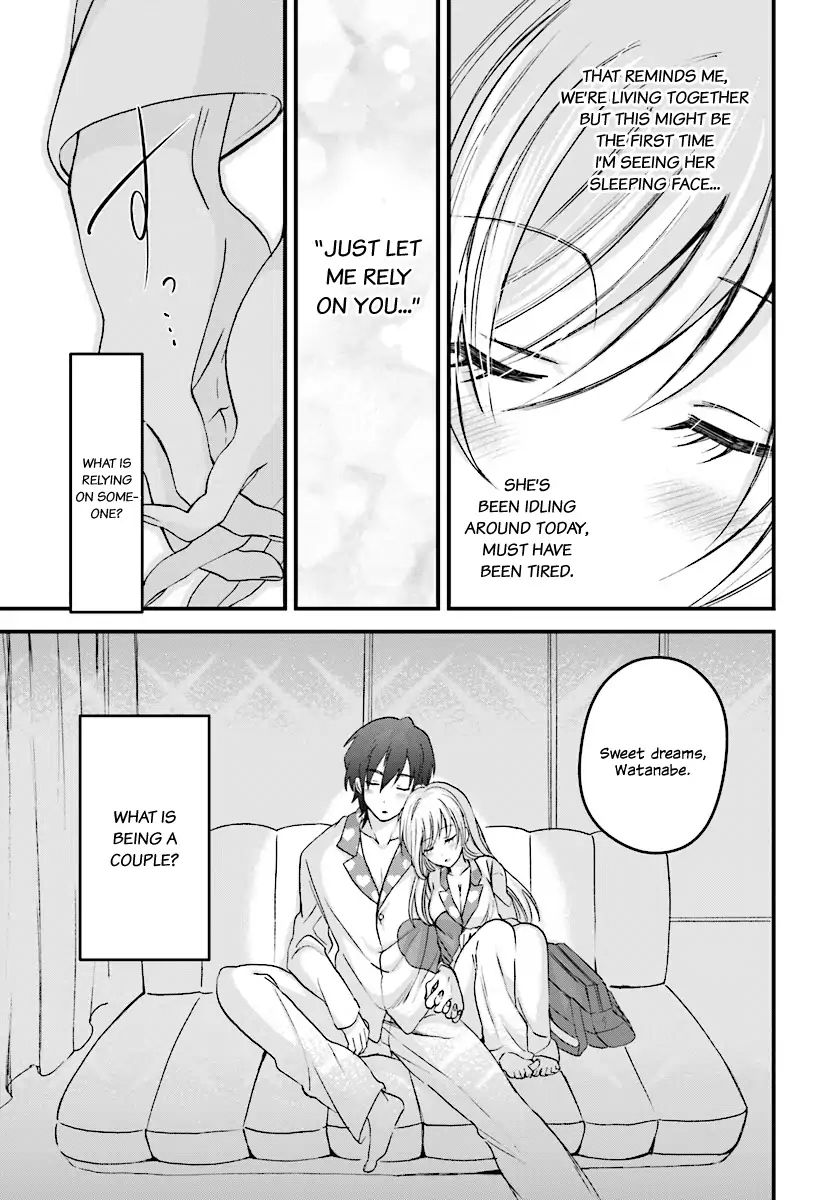 THAT REMINDS ME,
WE'RE LIVING TOGETHER
BUT THIS MIGHT BE
THE FIRST TIME
I'M SEEING HER
SLEEPING FACE...
SHE'S
BEEN IDLING
AROUND TODAY,
MUST HAVE
BEEN TIRED.
"JUST LET
ME RELY
ON YOU..."
WHAT IS
RELYING
ON SOME-
ONE?
Sweet dreams,
Watanabe.
WHAT IS
BEING A
COUPLE?